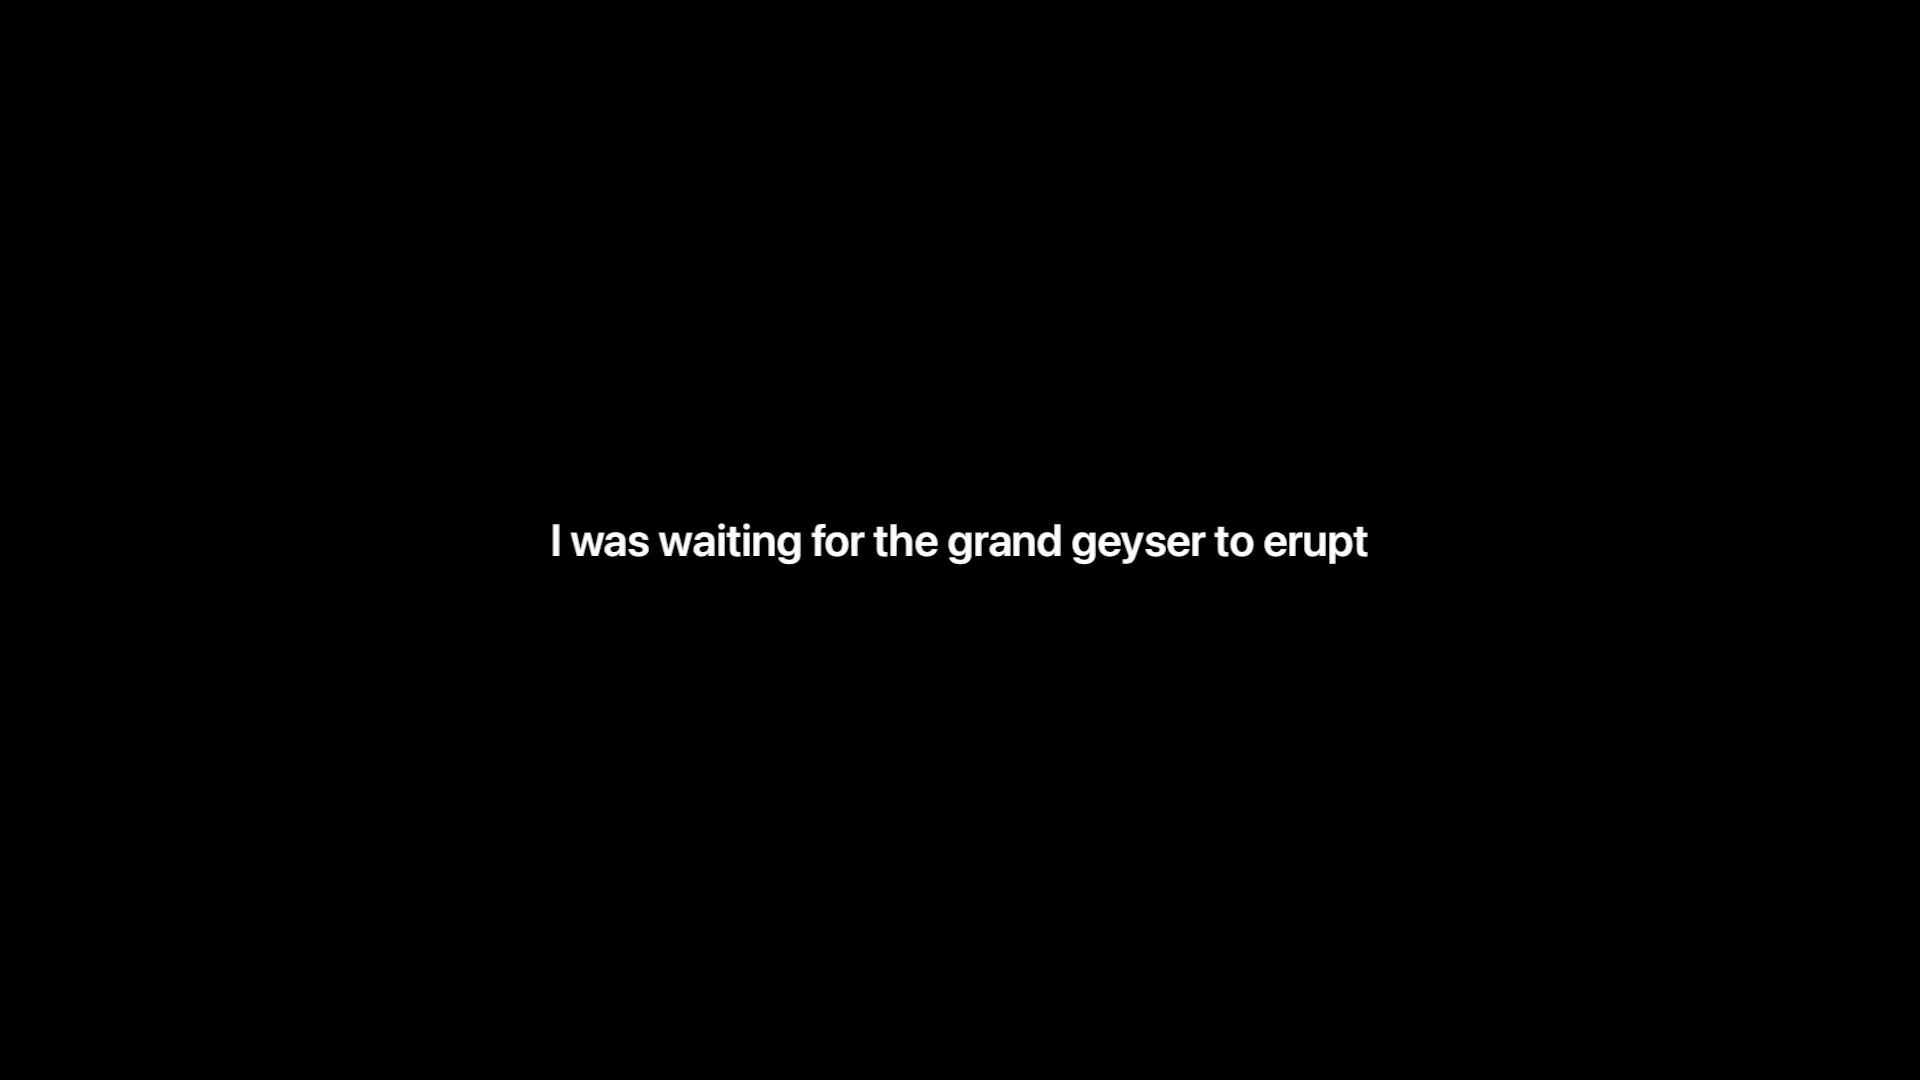 I was waiting for the grand geyser to erupt